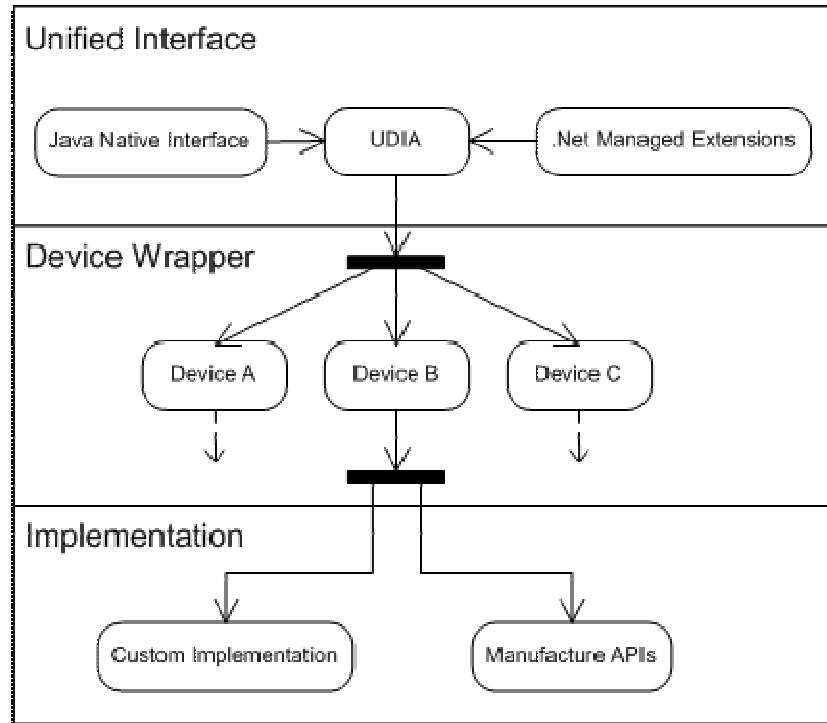 Unified Interface
Java Native Interface
UDIA
.Net Managed Extensions
Device Wrapper
Device A
Device B
Device C
Implementation
Custom Implementation
Manufacture APIs